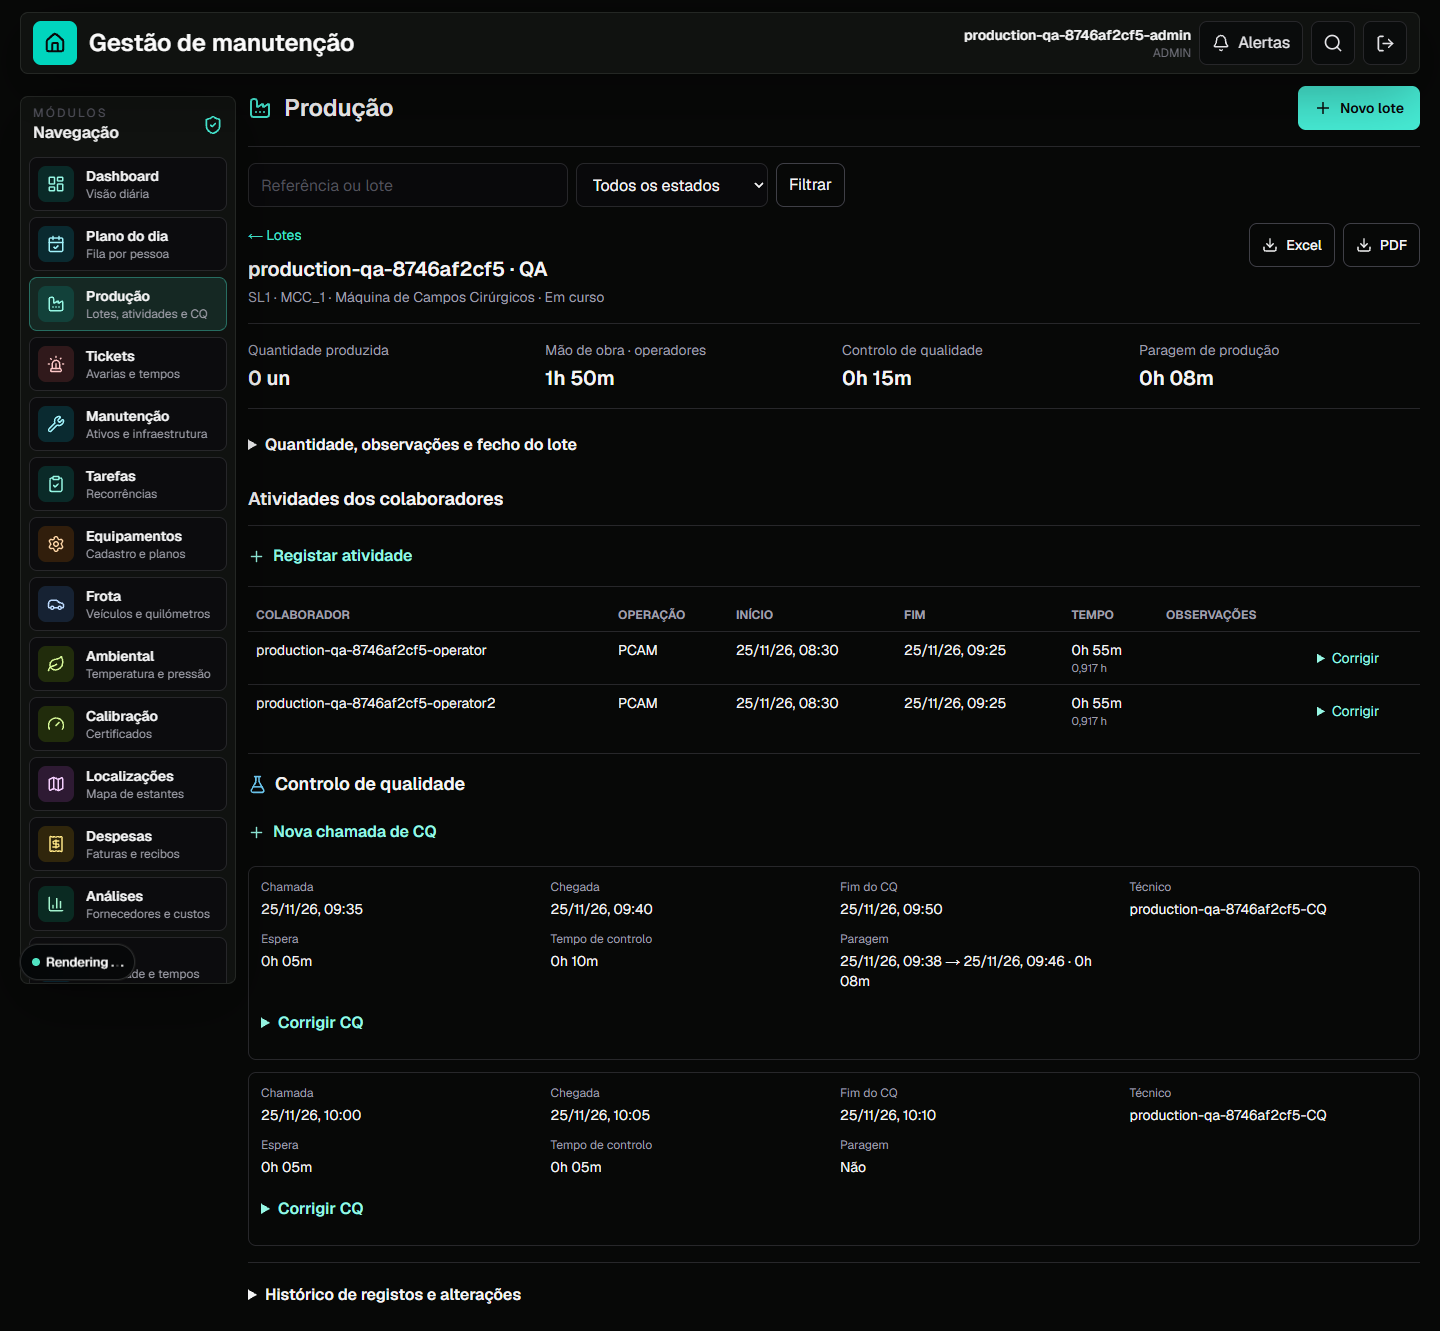 Gestão de manutenção
production-qa-8746af2cf5-admin
ADMIN
Alertas
MÓDULOS
Navegação
Dashboard
Visão diária
Plano do dia
Fila por pessoa
Produção
Lotes, atividades e CQ
Tickets
Avarias e tempos
Manutenção
Ativos e infraestrutura
Tarefas
Recorrências
Equipamentos
Cadastro e planos
Frota
Veículos e quilómetros
Ambiental
Temperatura e pressão
Calibração
Certificados
Localizações
Mapa de estantes
Despesas
Faturas e recibos
Análises
Fornecedores e custos
Rendering ...
e tempos
Produção
Novo lote
Referência ou lote
Todos os estados
Filtrar
← Lotes
Excel
PDF
production-qa-8746af2cf5 · QA
SL1 · MCC_1 · Máquina de Campos Cirúrgicos · Em curso
Quantidade produzida
0 un
Mão de obra · operadores
1h 50m
Controlo de qualidade
0h 15m
Paragem de produção
0h 08m
Quantidade, observações e fecho do lote
Atividades dos colaboradores
Registar atividade
COLABORADOR OPERAÇÃO INÍCIO FIM TEMPO OBSERVAÇÕES
production-qa-8746af2cf5-operator PCAM 25/11/26, 08:30 25/11/26, 09:25 0h 55m
0,917 h
Corrigir
production-qa-8746af2cf5-operator2 PCAM 25/11/26, 08:30 25/11/26, 09:25 0h 55m
0,917 h
Corrigir
Controlo de qualidade
Nova chamada de CQ
Chamada Chegada Fim do CQ Técnico
25/11/26, 09:35 25/11/26, 09:40 25/11/26, 09:50 production-qa-8746af2cf5-CQ
Espera Tempo de controlo Paragem
0h 05m 0h 10m 25/11/26, 09:38 → 25/11/26, 09:46 · 0h
08m
Corrigir CQ
Chamada Chegada Fim do CQ Técnico
25/11/26, 10:00 25/11/26, 10:05 25/11/26, 10:10 production-qa-8746af2cf5-CQ
Espera Tempo de controlo Paragem
0h 05m 0h 05m Não
Corrigir CQ
Histórico de registos e alterações